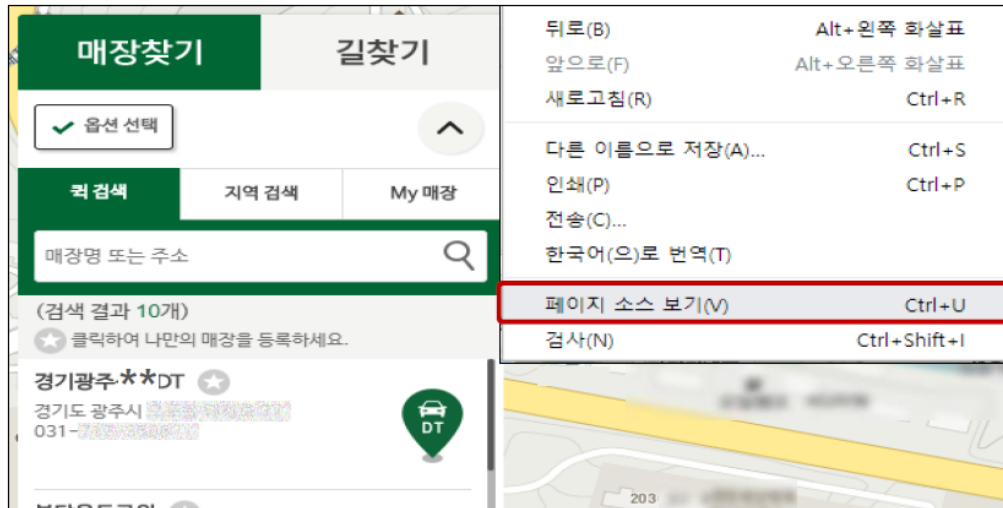 매장찾기
길찾기
옵션 선택
퀵 검색
지역 검색
My 매장
매장명 또는 주소
(검색 결과 10개)
클릭하여 나만의 매장을 등록하세요.
경기광주**DT
경기도 광주시
031-
DT
뒤로(B) Alt+왼쪽 화살표
앞으로(F) Alt+오른쪽 화살표
새로고침(R) Ctrl+R
다른 이름으로 저장(A)... Ctrl+S
인쇄(P) Ctrl+P
전송(C)...
한국어(으)로 번역(T)
페이지 소스 보기(V) Ctrl+U
검사(N) Ctrl+Shift+I
203